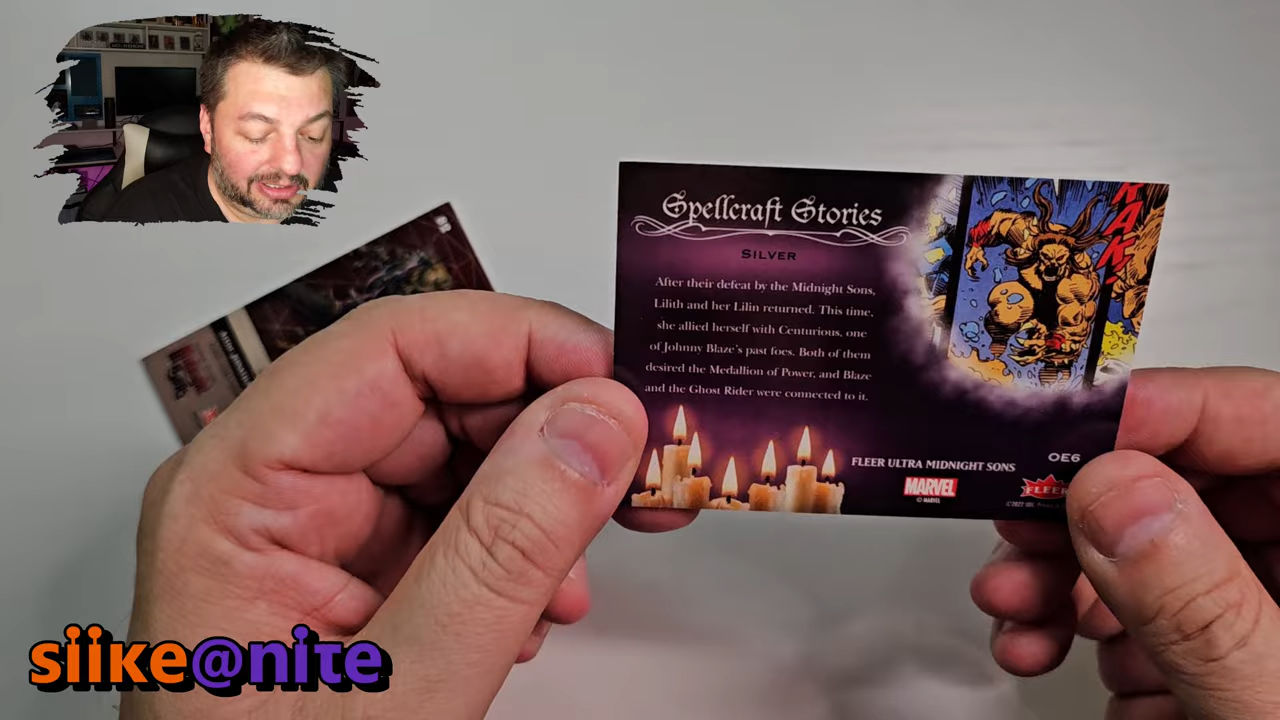 Spellcraft Stories
SILVER
After their defeat by the Midnight Sons,
Lilith and her Lilin returned. This time,
she allied herself with Centurious, one
of Johnny Blaze's past foes. Both of them
desired the Medallion of Power, and Blaze
and the Ghost Rider were connected to it.
OE6
FLEER ULTRA MIDNIGHT SONS
MARVEL
© MARVEL
FLEER
siike@nite